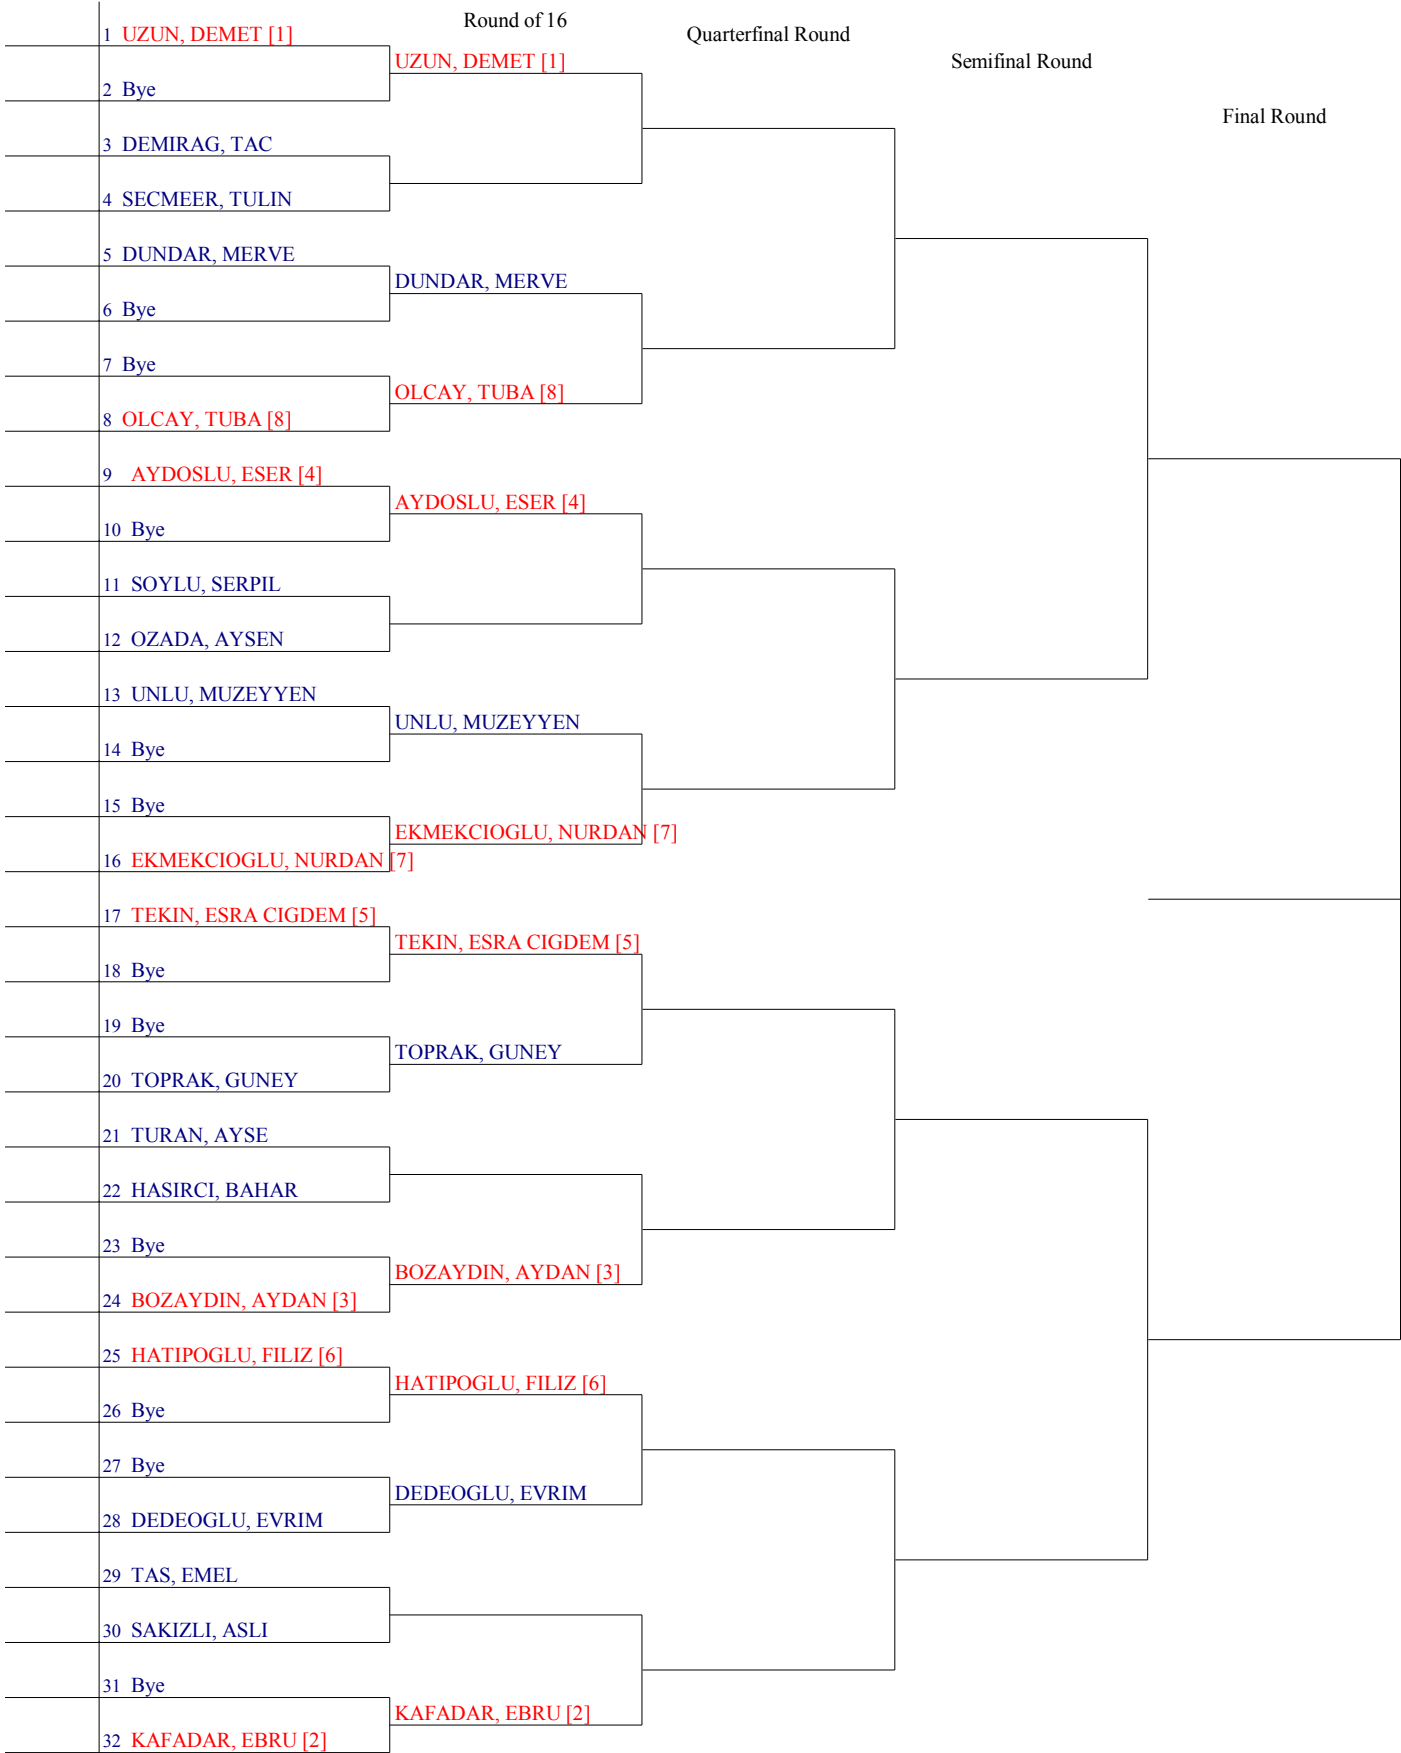 Round of 16
Quarterfinal Round
Semifinal Round
Final Round
1 UZUN, DEMET [1]
2 Bye
3 DEMIRAG, TAC
4 SECMEER, TULIN
5 DUNDAR, MERVE
6 Bye
7 Bye
8 OLCAY, TUBA [8]
9 AYDOSLU, ESER [4]
10 Bye
11 SOYLU, SERPIL
12 OZADA, AYSEN
13 UNLU, MUZEYYEN
14 Bye
15 Bye
16 EKMEKCIOGLU, NURDAN [7]
17 TEKIN, ESRA CIGDEM [5]
18 Bye
19 Bye
20 TOPRAK, GUNEY
21 TURAN, AYSE
22 HASIRCI, BAHAR
23 Bye
24 BOZAYDIN, AYDAN [3]
25 HATIPOGLU, FILIZ [6]
26 Bye
27 Bye
28 DEDEOGLU, EVRIM
29 TAS, EMEL
30 SAKIZLI, ASLI
31 Bye
32 KAFADAR, EBRU [2]
UZUN, DEMET [1]
DUNDAR, MERVE
OLCAY, TUBA [8]
AYDOSLU, ESER [4]
UNLU, MUZEYYEN
EKMEKCIOGLU, NURDAN [7]
TEKIN, ESRA CIGDEM [5]
TOPRAK, GUNEY
BOZAYDIN, AYDAN [3]
HATIPOGLU, FILIZ [6]
DEDEOGLU, EVRIM
KAFADAR, EBRU [2]